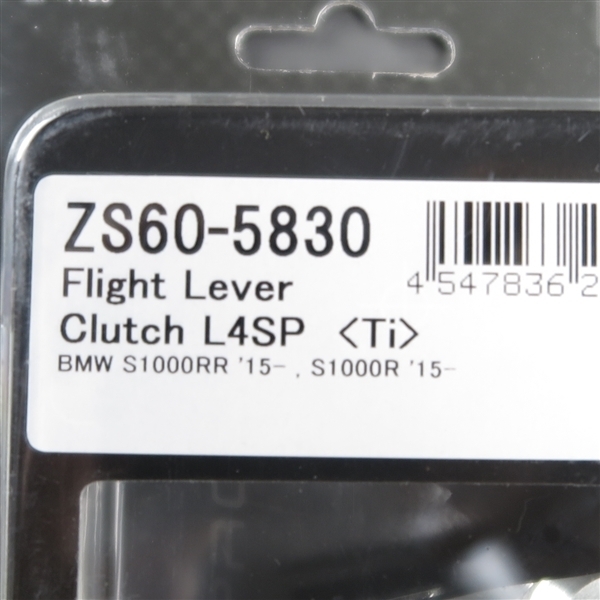 ZS60-5830
Flight Lever
Clutch L4SP <Ti>
BMW S1000RR '15- , S1000R '15-
4 547836 2